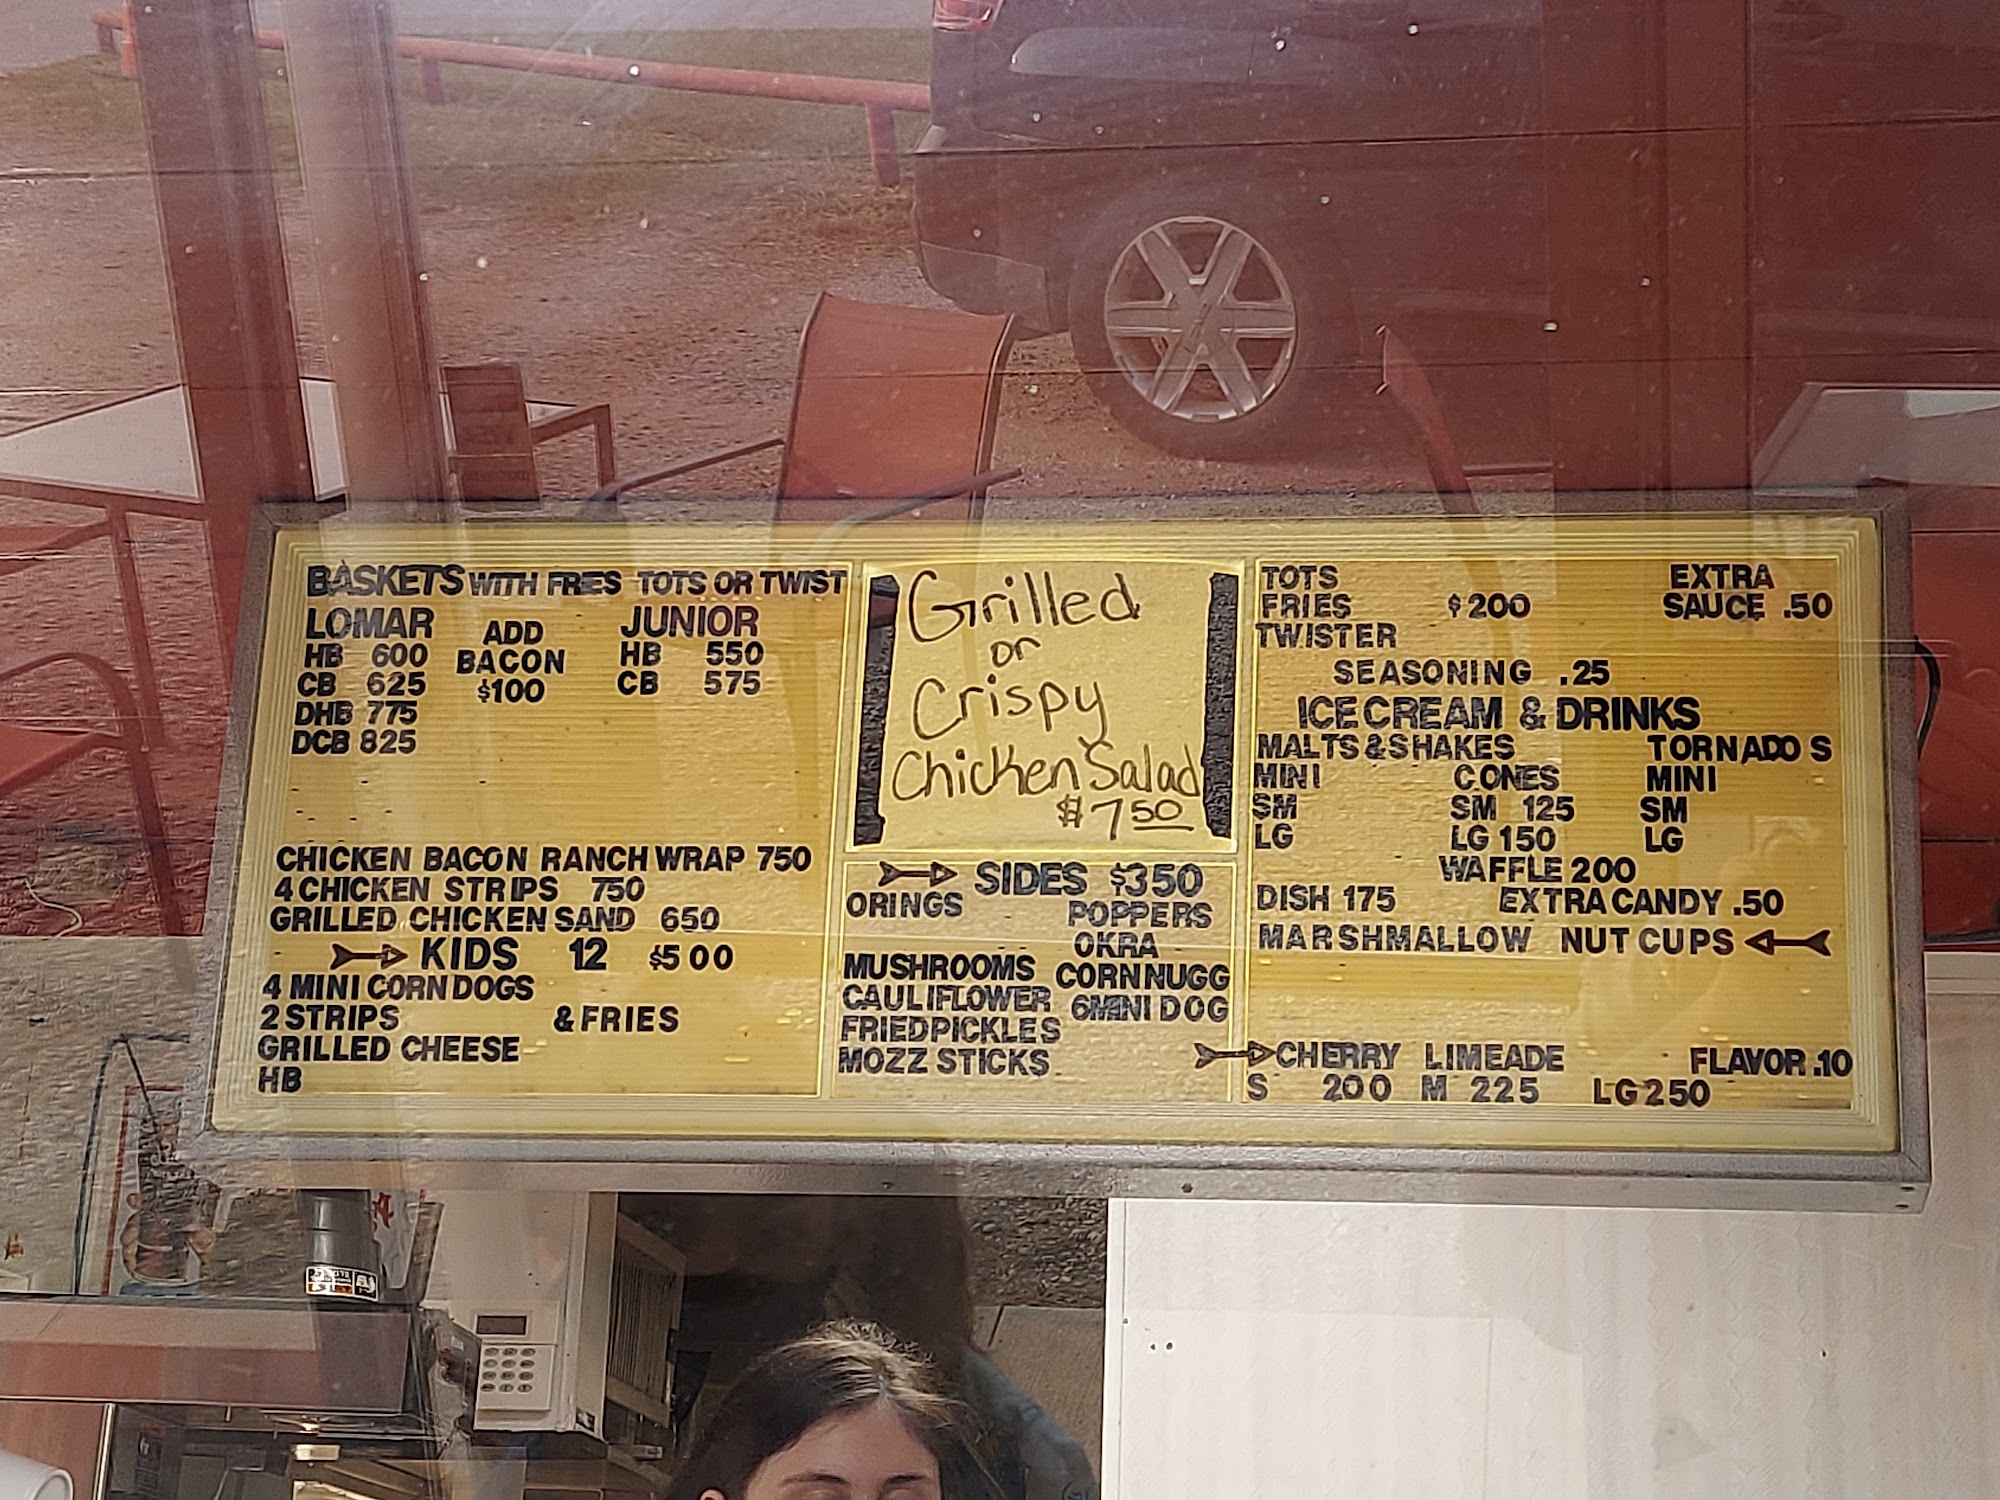 BASKETS WITH FRIES TOTS OR TWIST
LOMAR ADD JUNIOR
HB 600 BACON HB 550
CB 625 $100 CB 575
DHB 775
DCB 825
CHICKEN BACON RANCH WRAP 750
4 CHICKEN STRIPS 750
GRILLED CHICKEN SAND 650
KIDS 12 $500
4 MINI CORN DOGS
2 STRIPS & FRIES
GRILLED CHEESE
HB
Grilled
or
Crispy
Chicken Salad
$7 50
SIDES $350
ORINGS POPPERS
OKRA
MUSHROOMS CORN NUGG
CAULIFLOWER 6 MINI DOG
FRIED PICKLES
MOZZ STICKS
TOTS EXTRA
FRIES $200 SAUCE .50
TWISTER
SEASONING .25
ICE CREAM & DRINKS
MALTS & SHAKES TORNADOS
MINI CONES MINI
SM SM 125 SM
LG LG 150 LG
WAFFLE 200
DISH 175 EXTRA CANDY .50
MARSHMALLOW NUT CUPS
CHERRY LIMEADE FLAVOR .10
S 200 M 225 LG 250